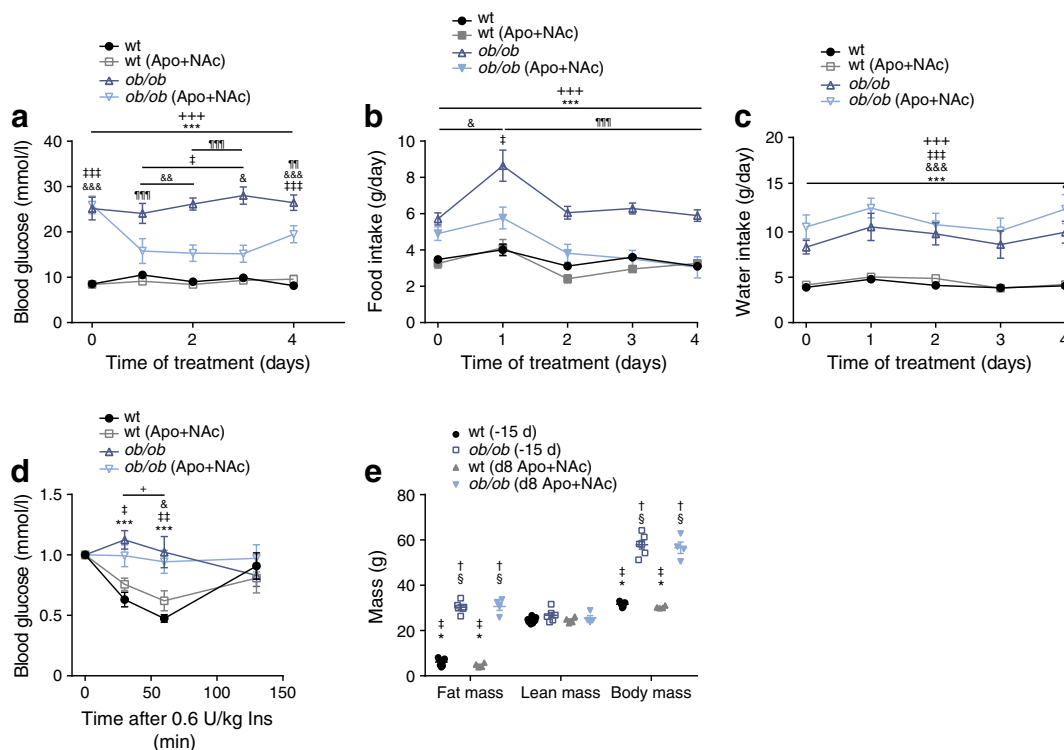 wt
wt (Apo+NAc)
ob/ob
ob/ob (Apo+NAc)
a
+++
***
¶¶¶
‡
&&
&
‡‡‡
&&&
¶¶¶
¶¶
&&&
‡‡‡
40
30
20
10
0
Blood glucose (mmol/l)
0 1 2 3 4
Time of treatment (days)
wt
wt (Apo+NAc)
ob/ob
ob/ob (Apo+NAc)
b
+++
***
&
¶¶¶
‡
12
10
8
6
4
2
0
Food intake (g/day)
0 1 2 3 4
Time of treatment (days)
wt
wt (Apo+NAc)
ob/ob
ob/ob (Apo+NAc)
c
+++
‡‡‡
&&&
***
20
15
10
5
0
Water intake (g/day)
0 1 2 3 4
Time of treatment (days)
wt
wt (Apo+NAc)
ob/ob
ob/ob (Apo+NAc)
d
+
‡
***
&
‡‡
***
1.5
1.0
0.5
0
Blood glucose (mmol/l)
0 50 100 150
Time after 0.6 U/kg Ins
(min)
wt (-15 d)
ob/ob (-15 d)
wt (d8 Apo+NAc)
ob/ob (d8 Apo+NAc)
e
80
60
40
20
0
Mass (g)
‡
*
†
§
‡
*
†
§
‡
*
†
§
‡
*
†
§
Fat mass Lean mass Body mass